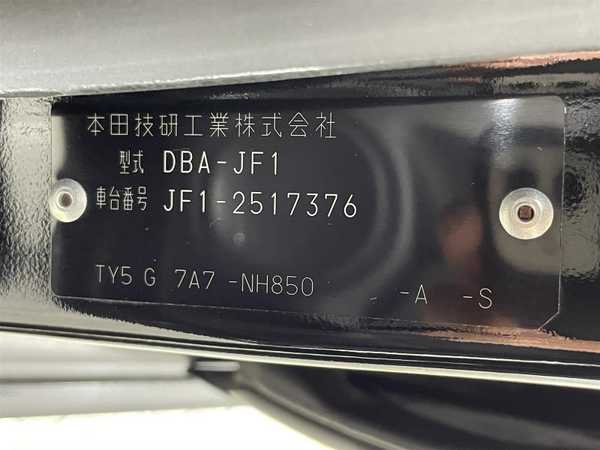 本田技研工業株式会社
型式 DBA-JF1
車台番号 JF1-2517376
TY5 G 7A7 -NH850 -A -S